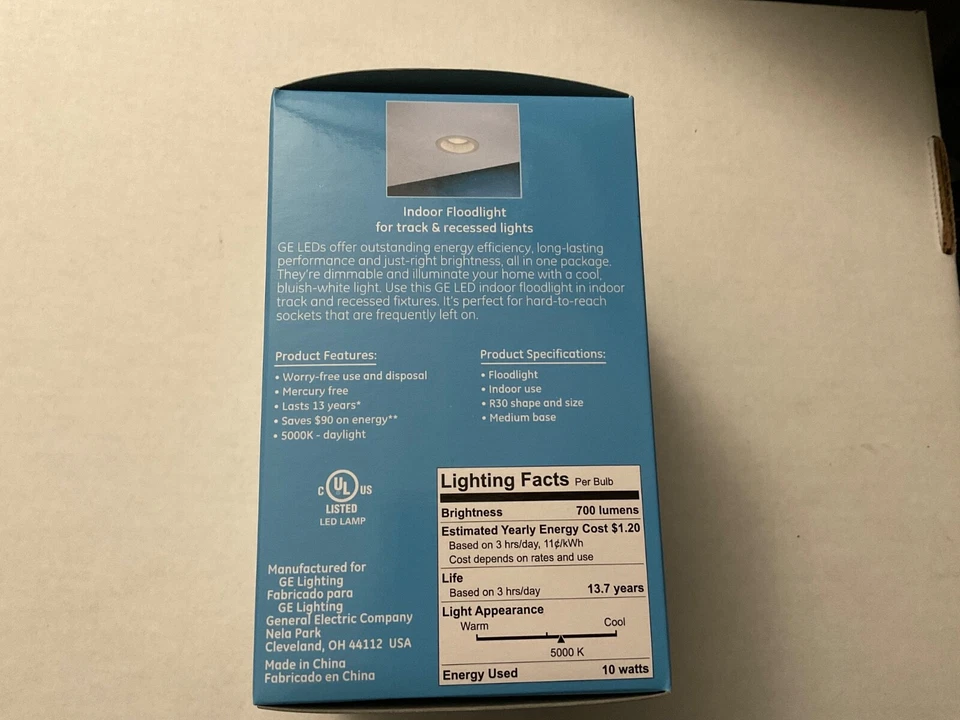 Indoor Floodlight
for track & recessed lights
GE LEDs offer outstanding energy efficiency, long-lasting
performance and just-right brightness, all in one package.
They're dimmable and illuminate your home with a cool,
bluish-white light. Use this GE LED indoor floodlight in indoor
track and recessed fixtures. It's perfect for hard-to-reach
sockets that are frequently left on.
Product Features:
• Worry-free use and disposal
• Mercury free
• Lasts 13 years*
• Saves $90 on energy**
• 5000K - daylight
Product Specifications:
• Floodlight
• Indoor use
• R30 shape and size
• Medium base
C UL US
LISTED
LED LAMP
Manufactured for
GE Lighting
Fabricado para
GE Lighting
General Electric Company
Nela Park
Cleveland, OH 44112 USA
Made in China
Fabricado en China
Lighting Facts Per Bulb
Brightness 700 lumens
Estimated Yearly Energy Cost $1.20
Based on 3 hrs/day, 11¢/kWh
Cost depends on rates and use
Life
Based on 3 hrs/day 13.7 years
Light Appearance
Warm Cool
5000 K
Energy Used 10 watts